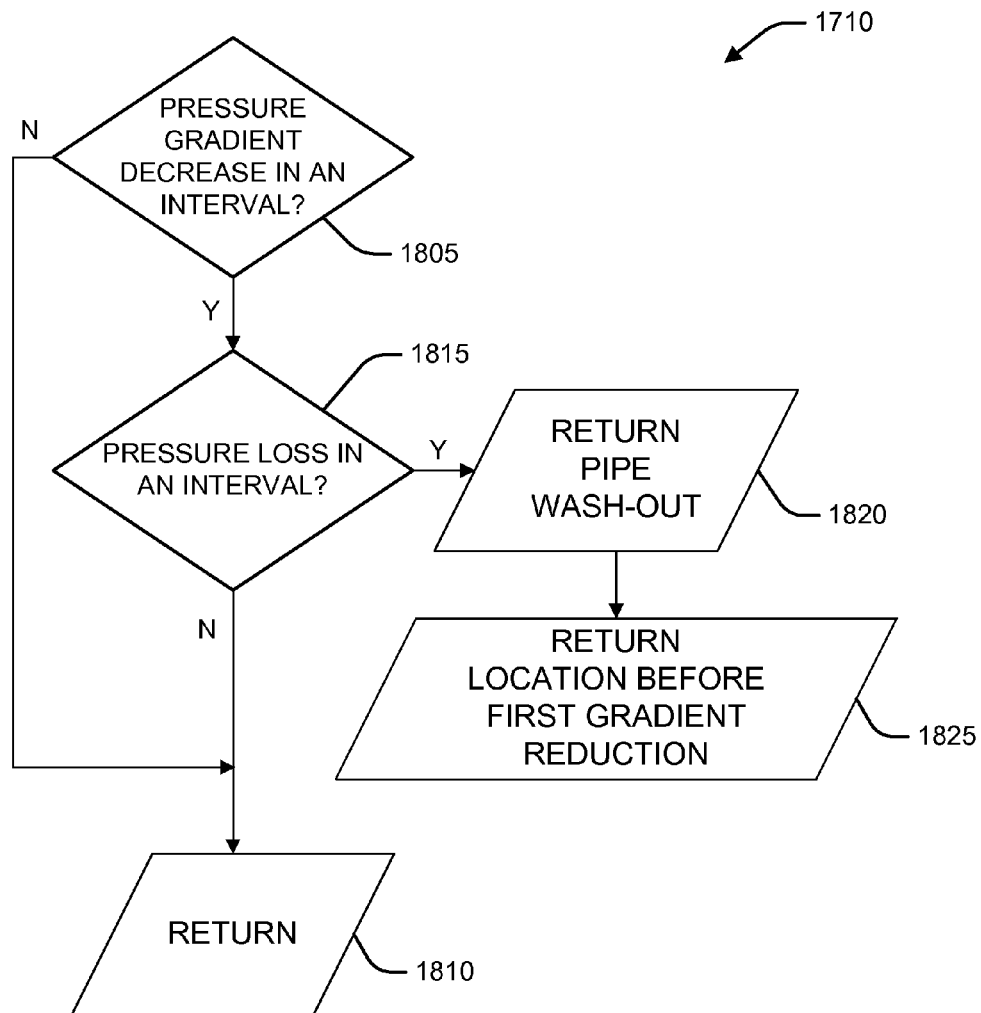 1710
PRESSURE
GRADIENT
DECREASE IN AN
INTERVAL?
N
1805
Y
1815
PRESSURE LOSS IN
AN INTERVAL?
Y
RETURN
PIPE
WASH-OUT
1820
N
RETURN
LOCATION BEFORE
FIRST GRADIENT
REDUCTION
1825
RETURN
1810